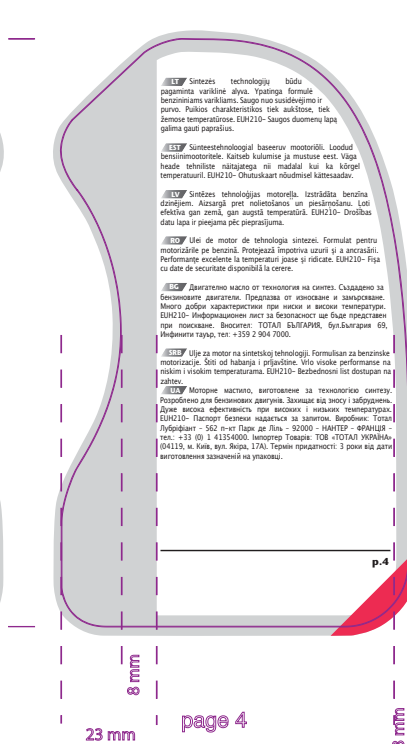 LT Sintezės technologijų būdu
pagaminta variklinė alyva. Ypatinga formulė
benzininiams varikliams. Saugo nuo susidėvėjimo ir
purvo. Puikios charakteristikos tiek aukštose, tiek
žemose temperatūrose. EUH210– Saugos duomenų lapą
galima gauti paprašius.
EST Sünteestehnoloogial baseeruv mootoriõli. Loodud
bensiinimootoritele. Kaitseb kulumise ja mustuse eest. Väga
heade tehniliste näitajatega nii madalal kui ka kõrgel
temperatuuril. EUH210– Ohutuskaart nõudmisel kättesaadav.
LV Sintēzes tehnoloģijas motoreļļa. Izstrādāta benzīna
dzinējiem. Aizsargā pret nolietošanos un piesārņošanu. Ļoti
efektīva gan zemā, gan augstā temperatūrā. EUH210– Drošības
datu lapa ir pieejama pēc pieprasījuma.
RO Ulei de motor de tehnologia sintezei. Formulat pentru
motorizările pe benzină. Protejează împotriva uzurii şi a ancrasării.
Performanţe excelente la temperaturi joase şi ridicate. EUH210– Fişa
cu date de securitate disponibilă la cerere.
BG Двигателно масло от технология на синтез. Създадено за
бензиновите двигатели. Предпазва от износване и замърсяване.
Много добри характеристики при ниски и високи температури.
EUH210– Информационен лист за безопасност ще бъде представен
при поискване. Вносител: ТОТАЛ БЪЛГАРИЯ, бул.България 69,
Инфинити тауър, тел: +359 2 904 7000.
SRB Ulje za motor na sintetskoj tehnologiji. Formulisan za benzinske
motorizacije. Štiti od habanja i prljavštine. Vrlo visoke performanse na
niskim i visokim temperaturama. EUH210– Bezbednosni list dostupan na
zahtev.
UA Моторне мастило, виготовлене за технологією синтезу.
Розроблено для бензинових двигунів. Захищає від зносу і забруднень.
Дуже висока ефективність при високих і низьких температурах.
EUH210– Паспорт безпеки надається за запитом. Виробник: Тотал
Лубріфіант – 562 п-кт Парк де Ліль – 92000 – НАНТЕР – ФРАНЦІЯ –
тел.: +33 (0) 1 41354000. Імпортер Товарів: ТОВ «ТОТАЛ УКРАЇНА»
(04119, м. Київ, вул. Якіра, 17А). Термін придатності: 3 роки від дати
виготовлення зазначеній на упаковці.
p.4
8 mm
23 mm
page 4
mm